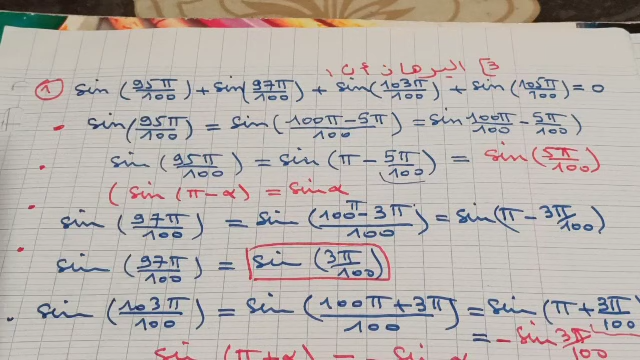 3] البرهان أن:
① sin(95π/100) + sin(97π/100) + sin(103π/100) + sin(105π/100) = 0
• sin(95π/100) = sin((100π-5π)/100) = sin(100π/100 - 5π/100)
• sin(95π/100) = sin(π - 5π/100) = sin(5π/100)
(sin(π-α) = sinα
• sin(97π/100) = sin((100π-3π)/100) = sin(π - 3π/100)
• sin(97π/100) = sin(3π/100)
• sin(103π/100) = sin((100π+3π)/100) = sin(π + 3π/100
= -sin 3π/100
sin(π+α) = - sinα